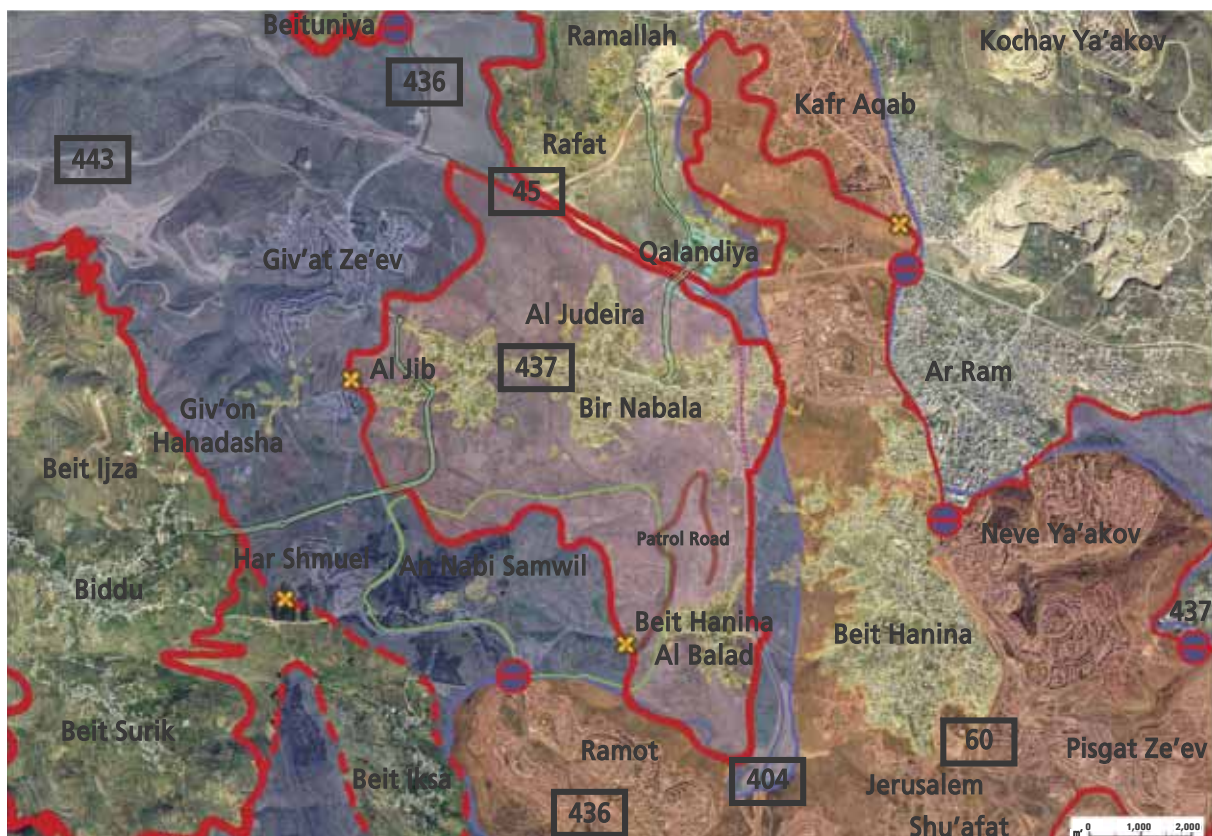 Beituniya
Ramallah
Kochav Ya'akov
436
Kafr Aqab
443
Rafat
45
Giv'at Ze'ev
Qalandiya
Al Judeira
Al Jib
437
Ar Ram
Giv'on
Hahadasha
Bir Nabala
Beit Ijza
Patrol Road
Neve Ya'akov
Har Shmuel
Nabi Samwil
Biddu
437
Beit Hanina
Al Balad
Beit Hanina
Beit Surik
Ramot
60
Pisgat Ze'ev
Beit Iksa
404
Jerusalem
436
Shu'afat
m'
0 1,000 2,000